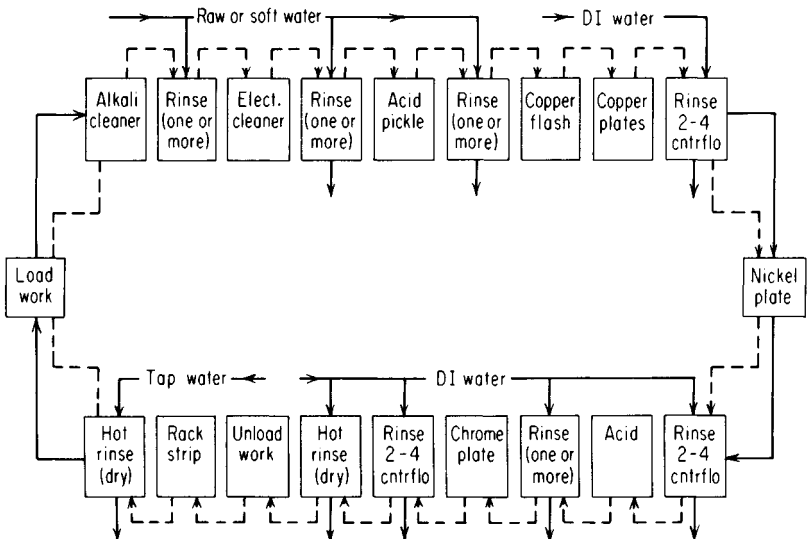 Raw or soft water
DI water
Alkali
cleaner
Rinse
(one or
more)
Elect.
cleaner
Rinse
(one or
more)
Acid
pickle
Rinse
(one or
more)
Copper
flash
Copper
plates
Rinse
2-4
cntrflo
Load
work
Nickel
plate
Tap water
DI water
Hot
rinse
(dry)
Rack
strip
Unload
work
Hot
rinse
(dry)
Rinse
2-4
cntrflo
Chrome
plate
Rinse
(one or
more)
Acid
Rinse
2-4
cntrflo